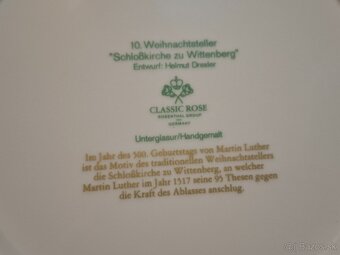 10. Weihnachtsteller
"Schloßkirche zu Wittenberg"
Entwurf: Helmut Drexler
CLASSIC ROSE
ROSENTHAL GROUP
GERMANY
Unterglasur/Handgemalt
Im Jahr des 500. Geburtstags von Martin Luther
ist das Motiv des traditionellen Weihnachtstellers
die Schloßkirche zu Wittenberg, an welcher
Martin Luther im Jahr 1517 seine 95 Thesen gegen
die Kraft des Ablasses anschlug.